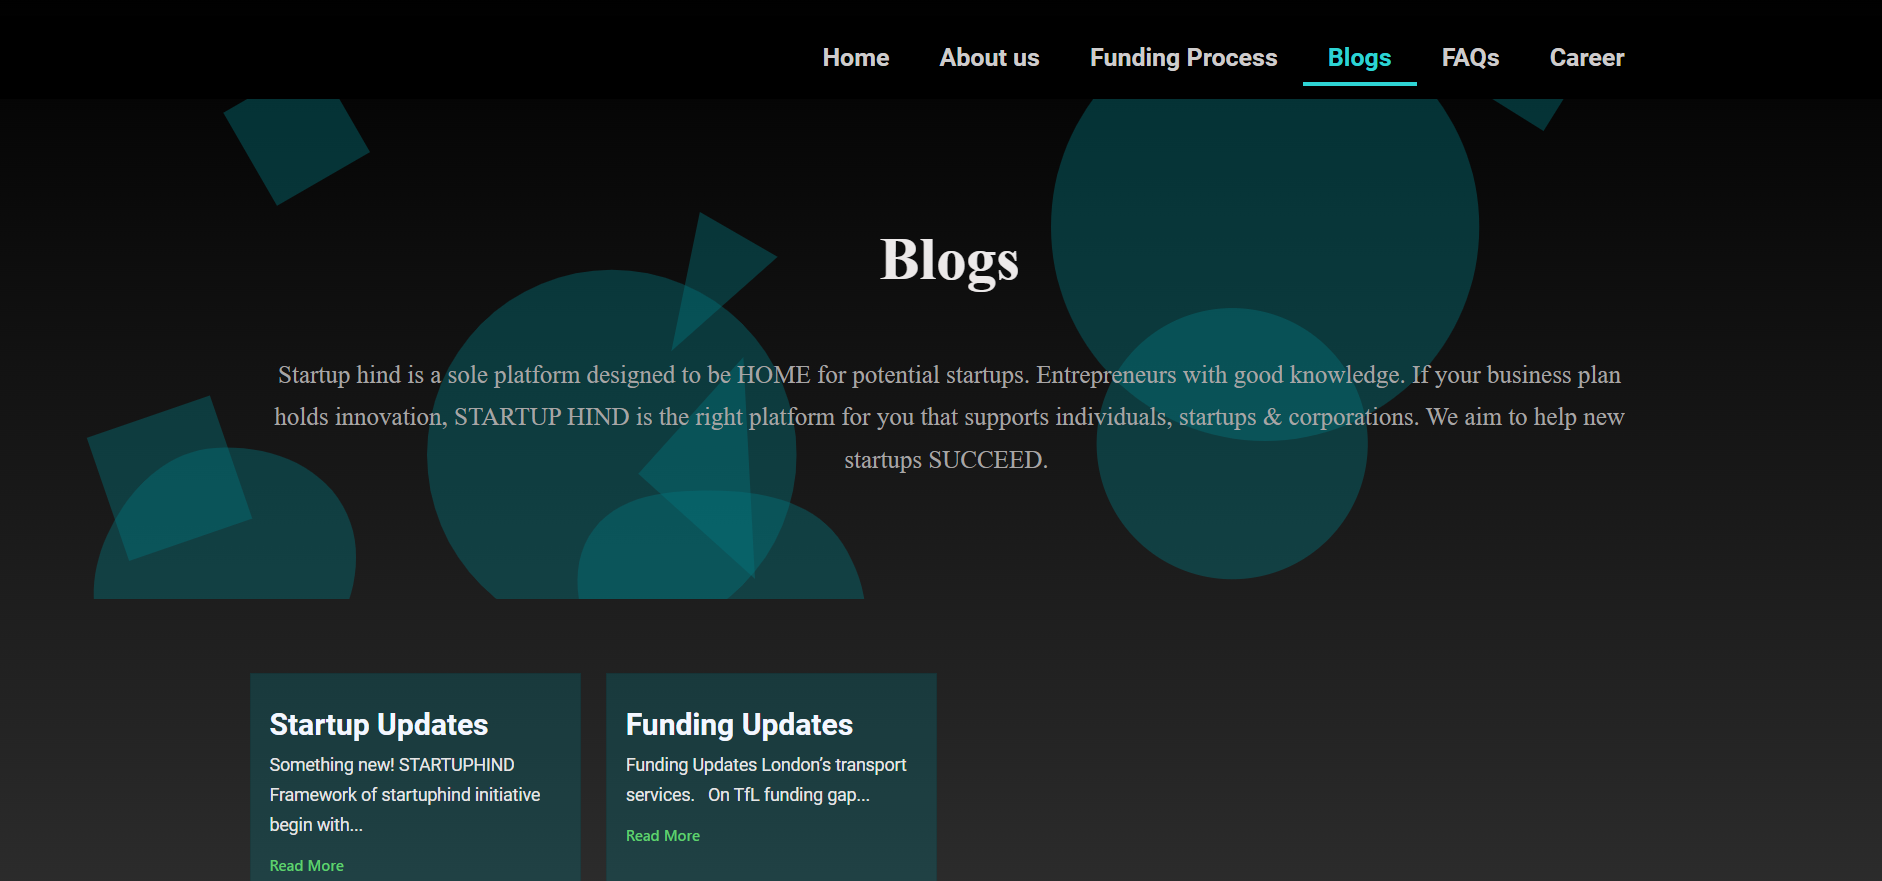 Home About us Funding Process Blogs FAQs Career
Blogs
Startup hind is a sole platform designed to be HOME for potential startups. Entrepreneurs with good knowledge. If your business plan
holds innovation, STARTUP HIND is the right platform for you that supports individuals, startups & corporations. We aim to help new
startups SUCCEED.
Startup Updates
Something new! STARTUPHIND
Framework of startuphind initiative
begin with...
Read More
Funding Updates
Funding Updates London’s transport
services.   On TfL funding gap...
Read More